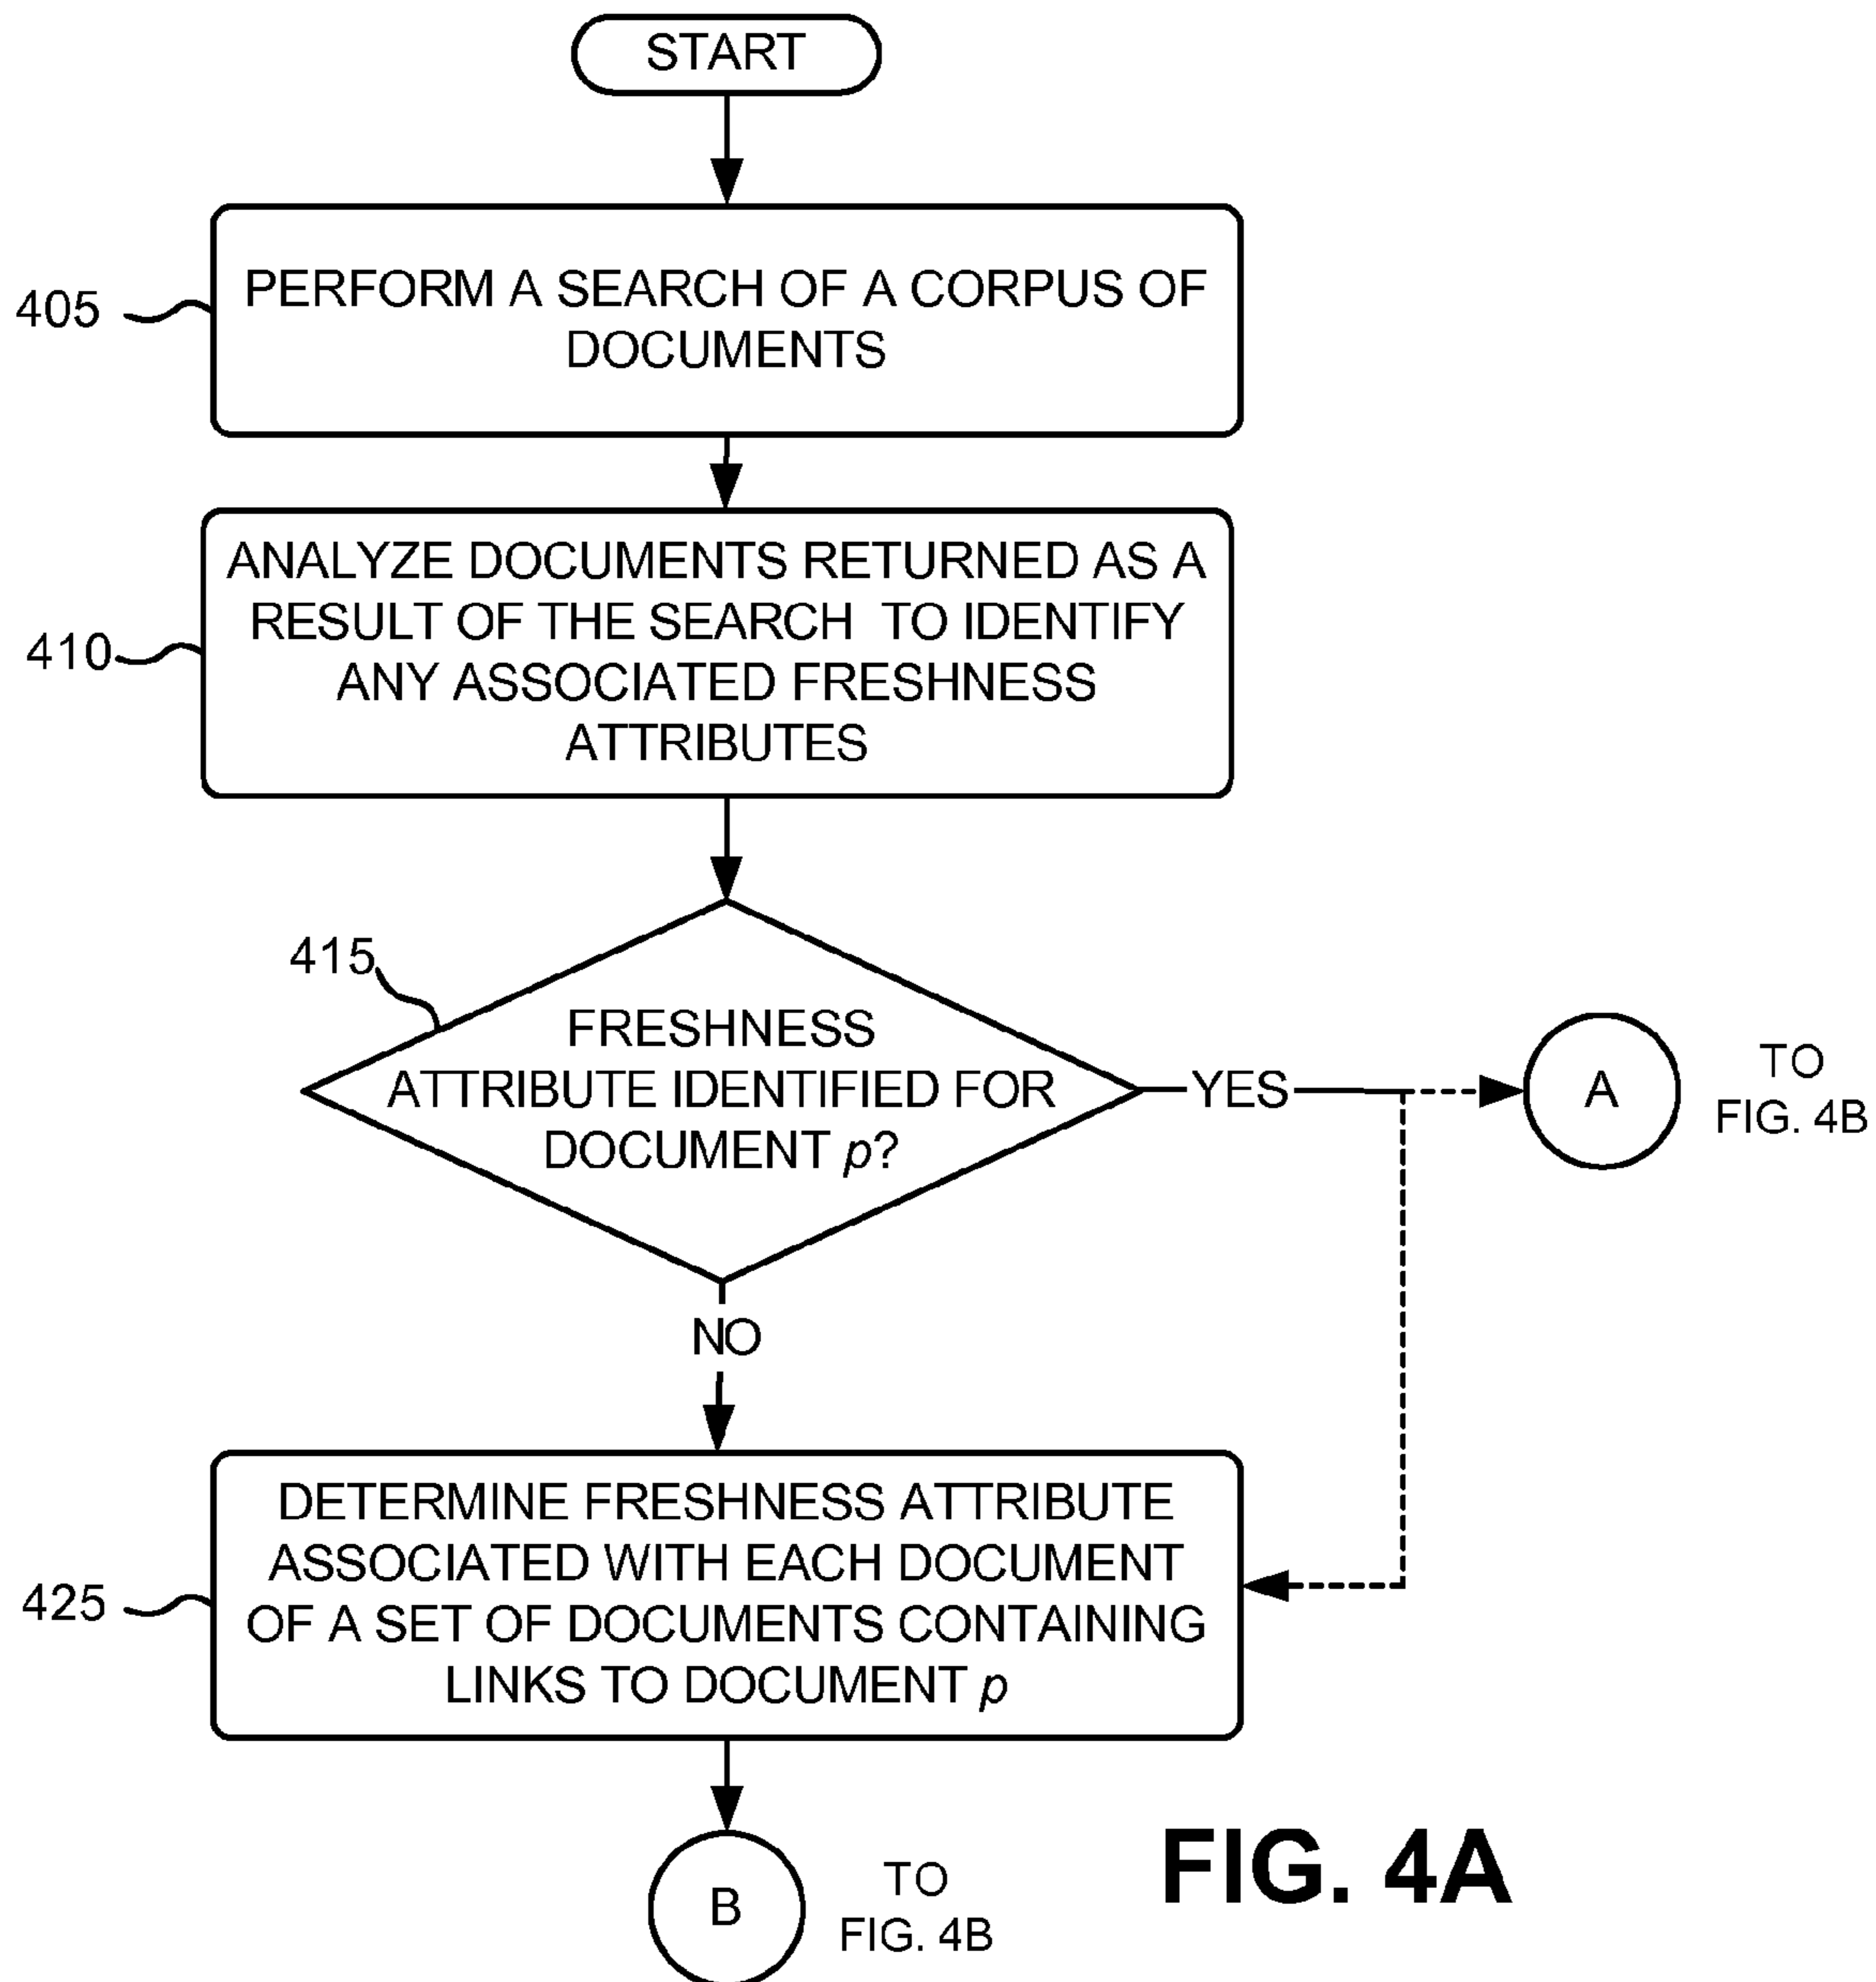 START
405
PERFORM A SEARCH OF A CORPUS OF
DOCUMENTS
410
ANALYZE DOCUMENTS RETURNED AS A
RESULT OF THE SEARCH TO IDENTIFY
ANY ASSOCIATED FRESHNESS
ATTRIBUTES
415
FRESHNESS
ATTRIBUTE IDENTIFIED FOR
DOCUMENT p?
YES
A
TO
FIG. 4B
NO
425
DETERMINE FRESHNESS ATTRIBUTE
ASSOCIATED WITH EACH DOCUMENT
OF A SET OF DOCUMENTS CONTAINING
LINKS TO DOCUMENT p
B
TO
FIG. 4B
FIG. 4A